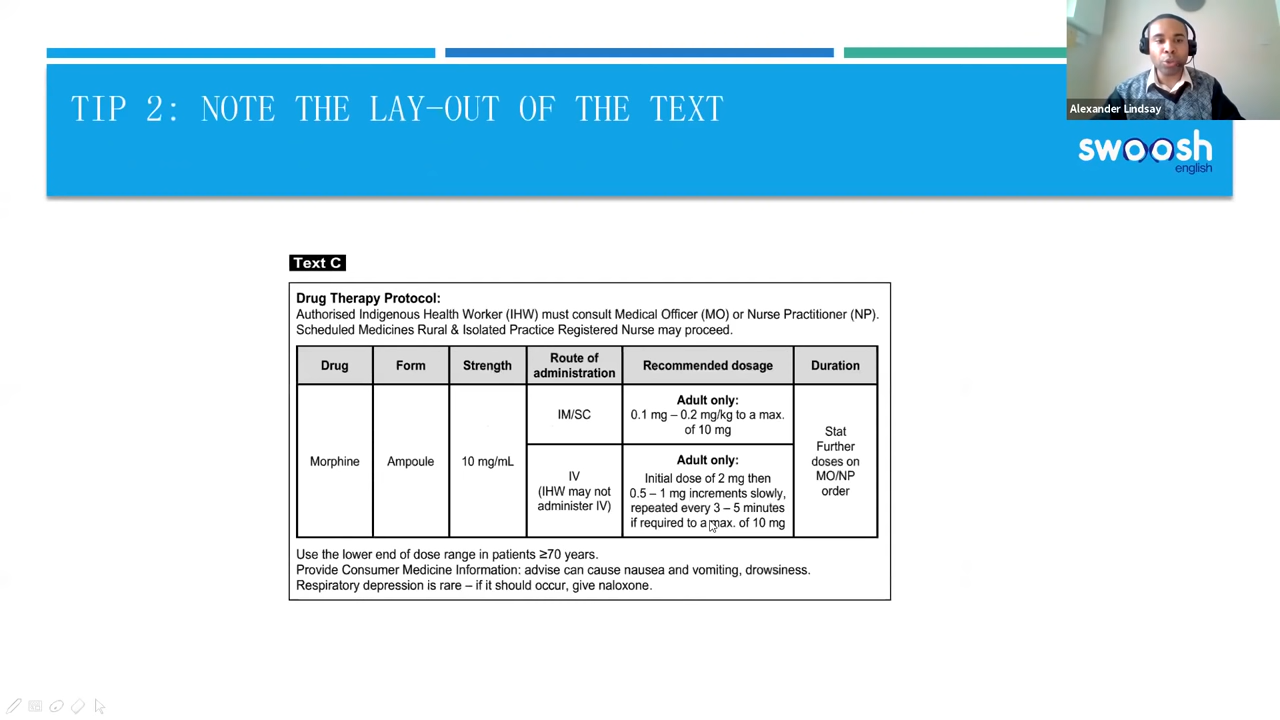 TIP 2: NOTE THE LAY-OUT OF THE TEXT
Alexander Lindsay
swoosh
english
Text C
Drug Therapy Protocol:
Authorised Indigenous Health Worker (IHW) must consult Medical Officer (MO) or Nurse Practitioner (NP).
Scheduled Medicines Rural & Isolated Practice Registered Nurse may proceed.
Drug
Form
Strength
Route of
administration
Recommended dosage
Duration
Morphine
Ampoule
10 mg/mL
IM/SC
Adult only:
0.1 mg – 0.2 mg/kg to a max.
of 10 mg
IV
(IHW may not
administer IV)
Adult only:
Initial dose of 2 mg then
0.5 – 1 mg increments slowly,
repeated every 3 – 5 minutes
if required to a max. of 10 mg
Stat
Further
doses on
MO/NP
order
Use the lower end of dose range in patients ≥70 years.
Provide Consumer Medicine Information: advise can cause nausea and vomiting, drowsiness.
Respiratory depression is rare – if it should occur, give naloxone.